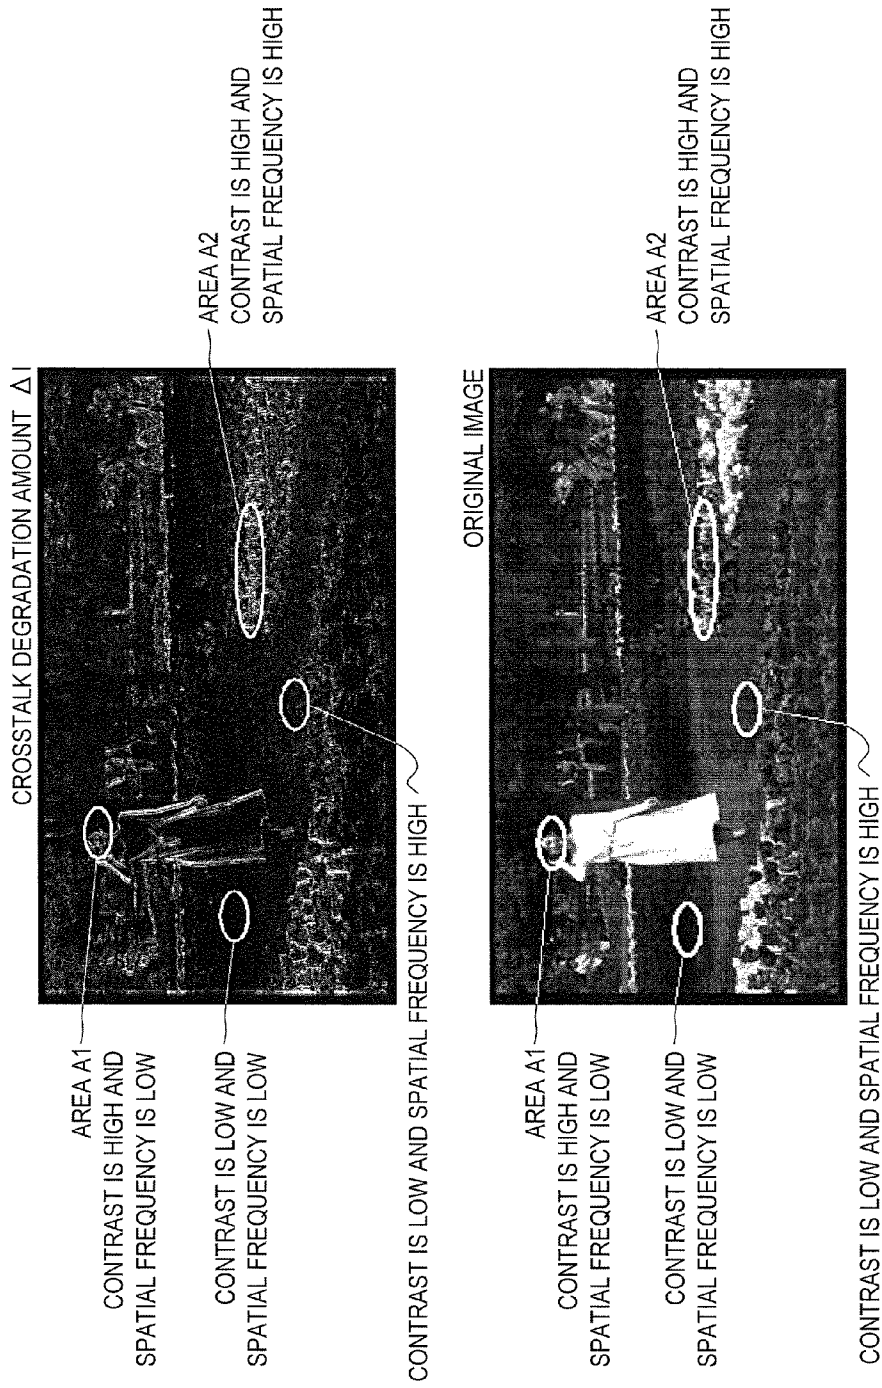 CROSSTALK DEGRADATION AMOUNT ΔI
AREA A1
CONTRAST IS HIGH AND
SPATIAL FREQUENCY IS LOW
CONTRAST IS LOW AND
SPATIAL FREQUENCY IS LOW
CONTRAST IS LOW AND SPATIAL FREQUENCY IS HIGH
AREA A2
CONTRAST IS HIGH AND
SPATIAL FREQUENCY IS HIGH
ORIGINAL IMAGE
AREA A1
CONTRAST IS HIGH AND
SPATIAL FREQUENCY IS LOW
CONTRAST IS LOW AND
SPATIAL FREQUENCY IS LOW
CONTRAST IS LOW AND SPATIAL FREQUENCY IS HIGH
AREA A2
CONTRAST IS HIGH AND
SPATIAL FREQUENCY IS HIGH